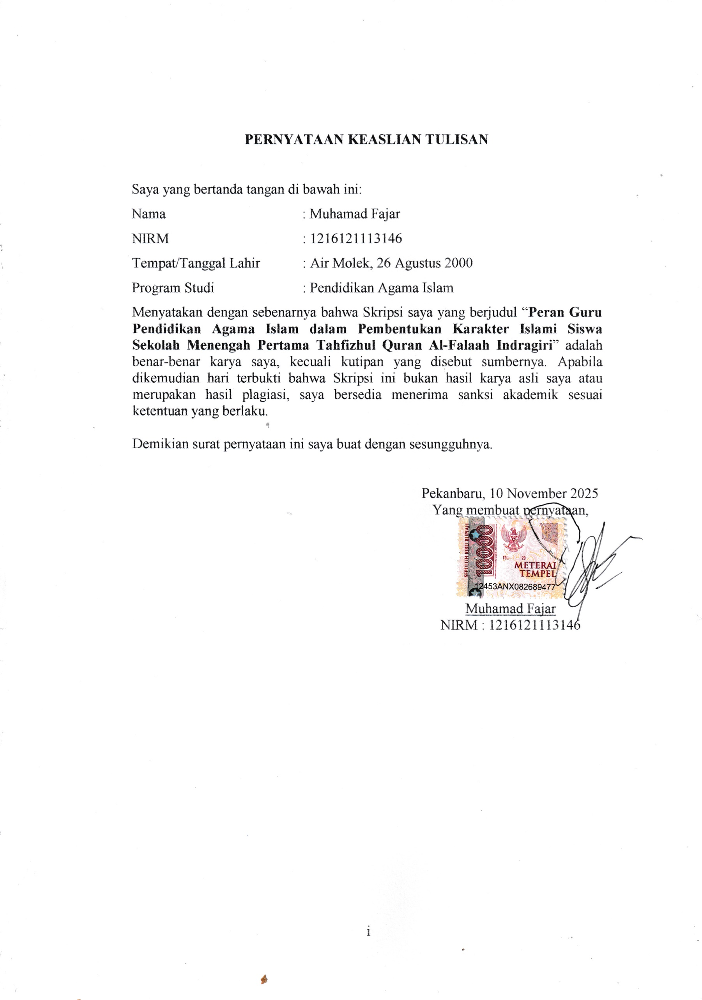 PERNYATAAN KEASLIAN TULISAN
Saya yang bertanda tangan di bawah ini:
Nama : Muhamad Fajar
NIRM : 1216121113146
Tempat/Tanggal Lahir : Air Molek, 26 Agustus 2000
Program Studi : Pendidikan Agama Islam
Menyatakan dengan sebenarnya bahwa Skripsi saya yang berjudul “Peran Guru
Pendidikan Agama Islam dalam Pembentukan Karakter Islami Siswa
Sekolah Menengah Pertama Tahfizhul Quran Al-Falaah Indragiri” adalah
benar-benar karya saya, kecuali kutipan yang disebut sumbernya. Apabila
dikemudian hari terbukti bahwa Skripsi ini bukan hasil karya asli saya atau
merupakan hasil plagiasi, saya bersedia menerima sanksi akademik sesuai
ketentuan yang berlaku.
Demikian surat pernyataan ini saya buat dengan sesungguhnya.
Pekanbaru, 10 November 2025
Yang membuat pernyataan,
SEPULUH RIBU RUPIAH
10000
TGL. 20
METERAI
TEMPEL
12453ANX082689477
Muhamad Fajar
NIRM : 1216121113146
i